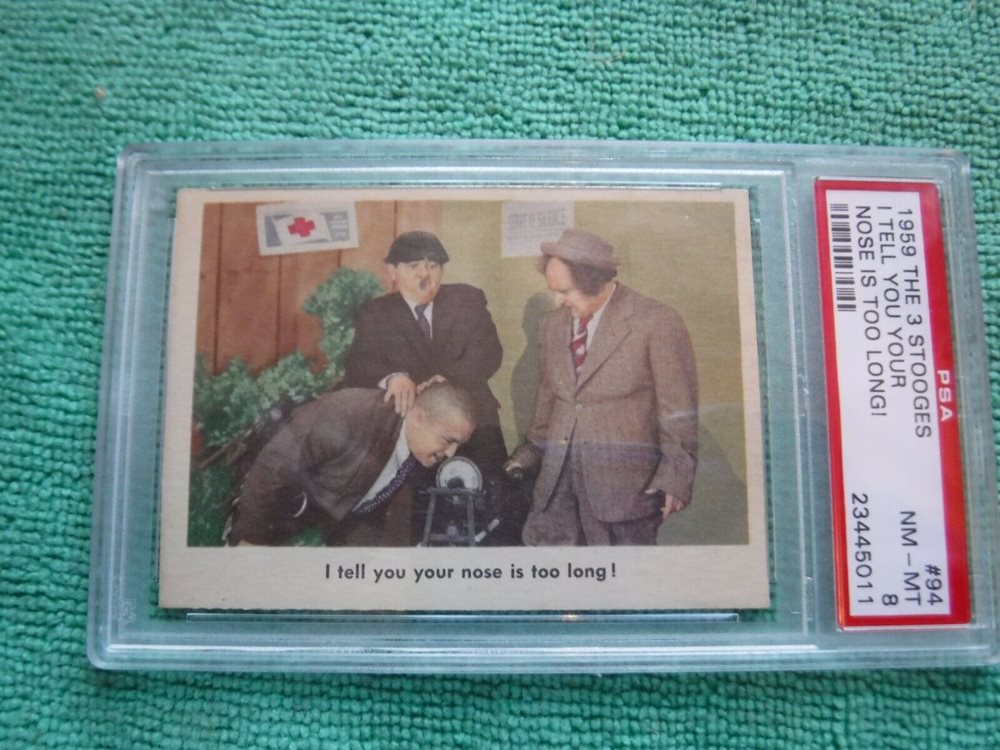 I tell you your nose is too long!
PSA
1959 THE 3 STOOGES #94
I TELL YOU YOUR NM – MT
NOSE IS TOO LONG! 8
23445011